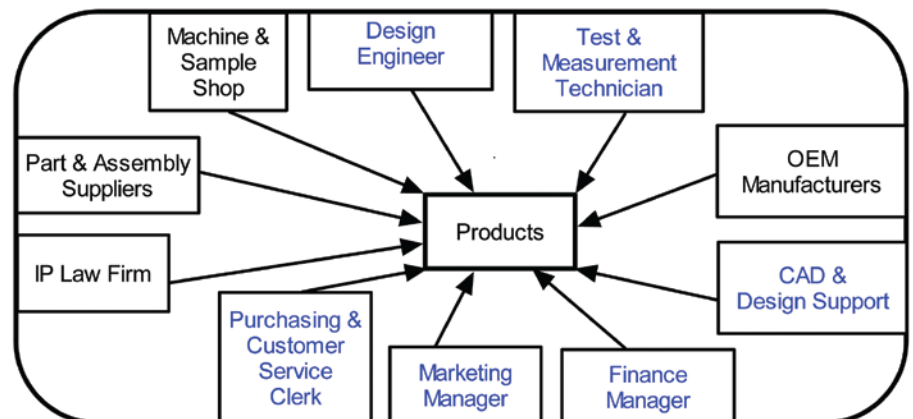 Machine &
Sample
Shop
Design
Engineer
Test &
Measurement
Technician
Part & Assembly
Suppliers
OEM
Manufacturers
Products
IP Law Firm
CAD &
Design Support
Purchasing &
Customer
Service
Clerk
Marketing
Manager
Finance
Manager